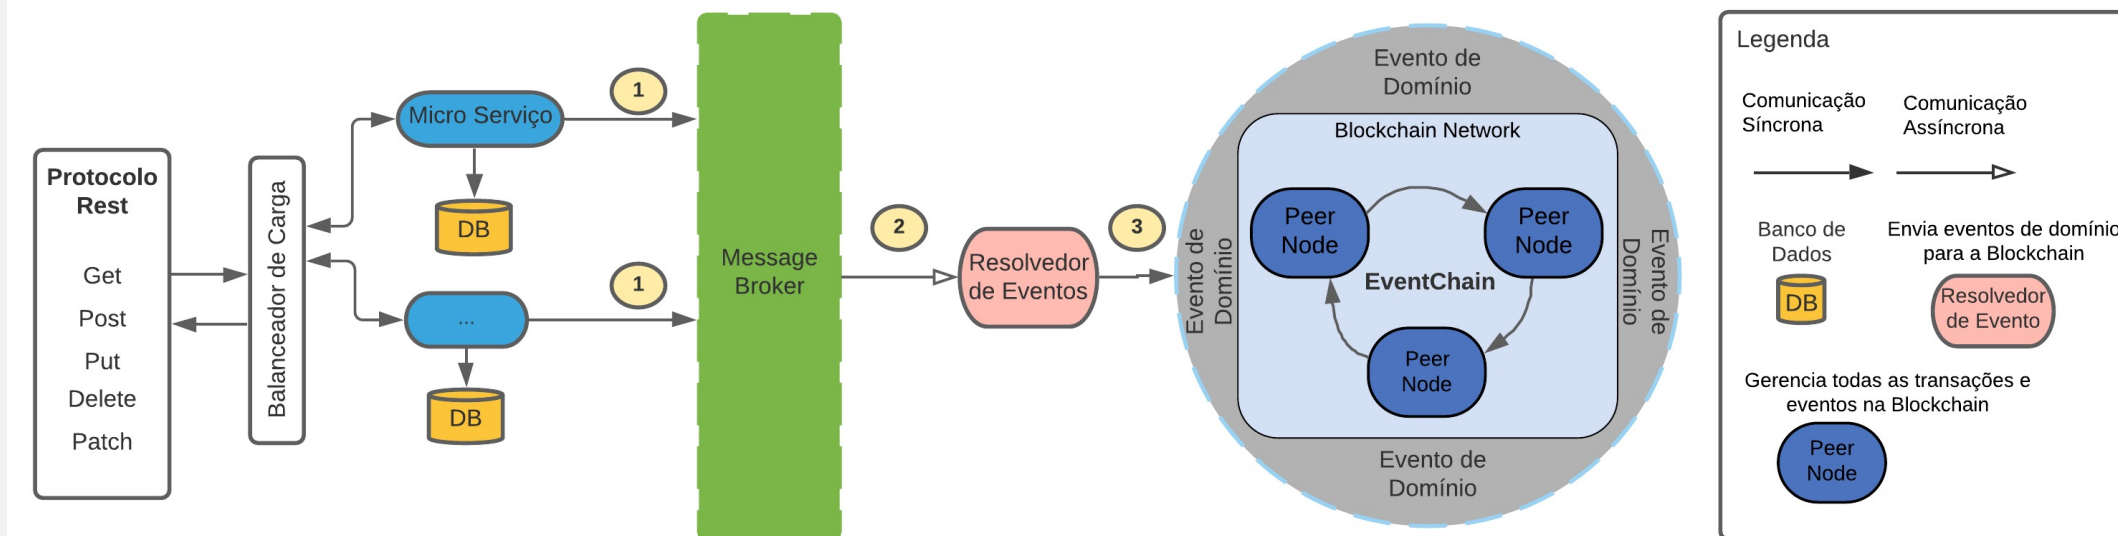 Protocolo
Rest
Get
Post
Put
Delete
Patch
Balanceador de Carga
Micro Serviço
DB
...
DB
1
1
Message
Broker
2
Resolvedor
de Eventos
3
Evento de
Domínio
Evento de
Domínio
Blockchain Network
Peer
Node
Peer
Node
EventChain
Peer
Node
Evento de
Domínio
Evento de
Domínio
Legenda
Comunicação
Síncrona
Comunicação
Assíncrona
Banco de
Dados
DB
Envia eventos de domínio
para a Blockchain
Resolvedor
de Evento
Gerencia todas as transações e
eventos na Blockchain
Peer
Node